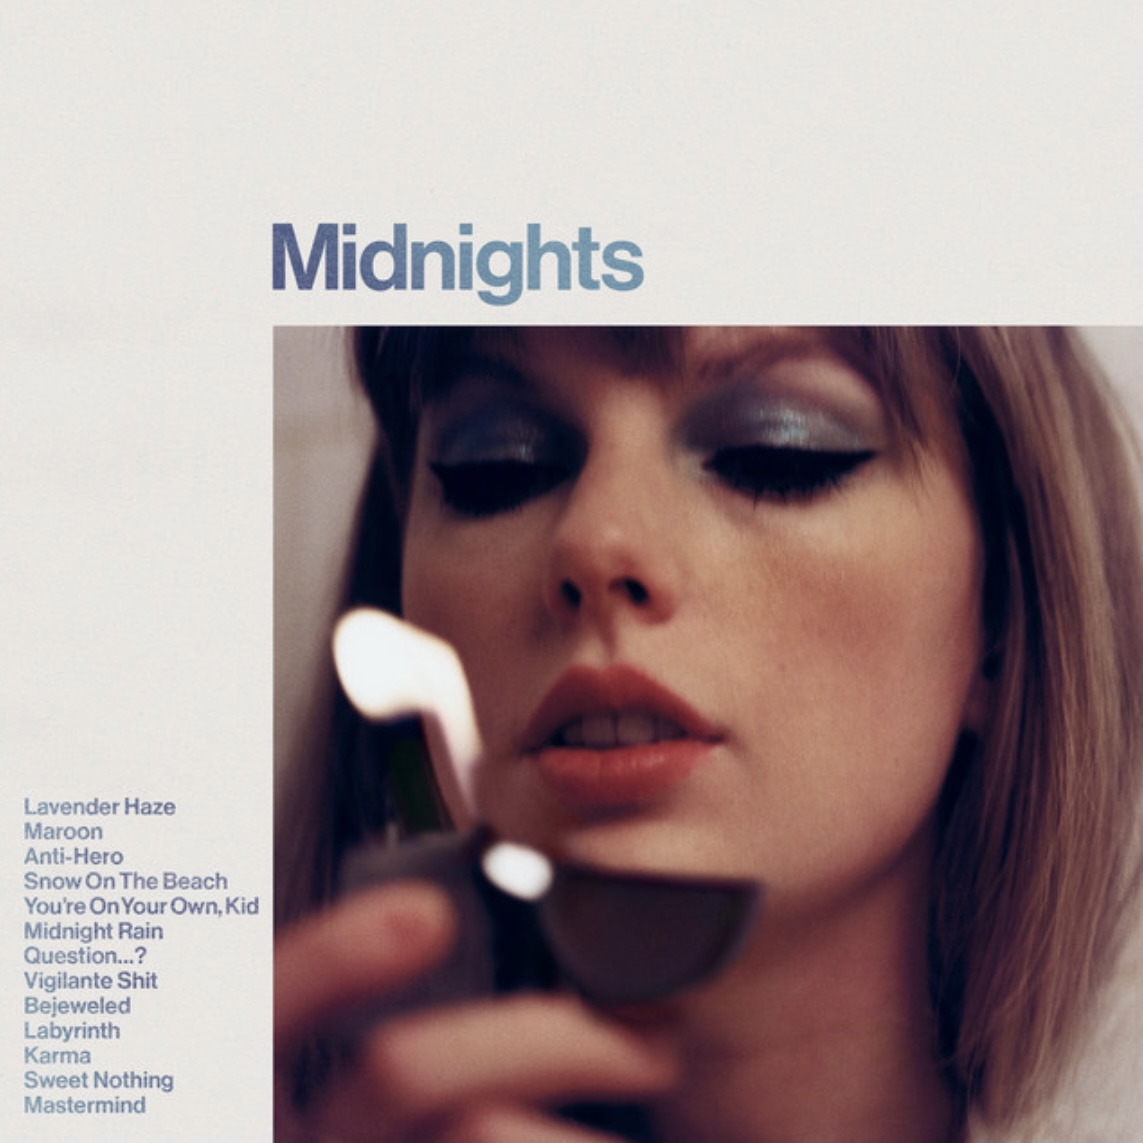 Midnights
Lavender Haze
Maroon
Anti-Hero
Snow On The Beach
You're On Your Own, Kid
Midnight Rain
Question...?
Vigilante Shit
Bejeweled
Labyrinth
Karma
Sweet Nothing
Mastermind